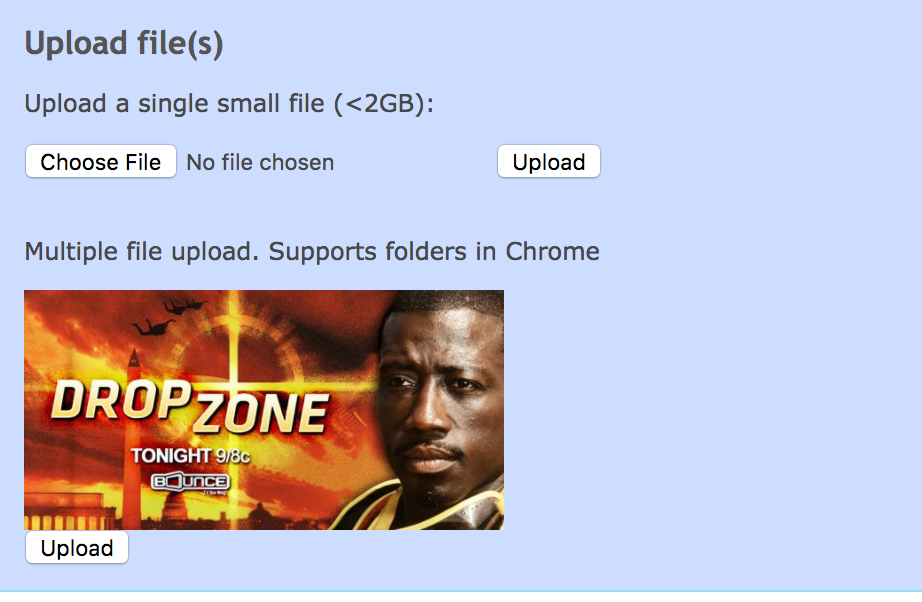 Upload file(s)
Upload a single small file (<2GB):
Choose File No file chosen Upload
Multiple file upload. Supports folders in Chrome
DROP ZONE
TONIGHT 9/8c
BOUNCE
Upload